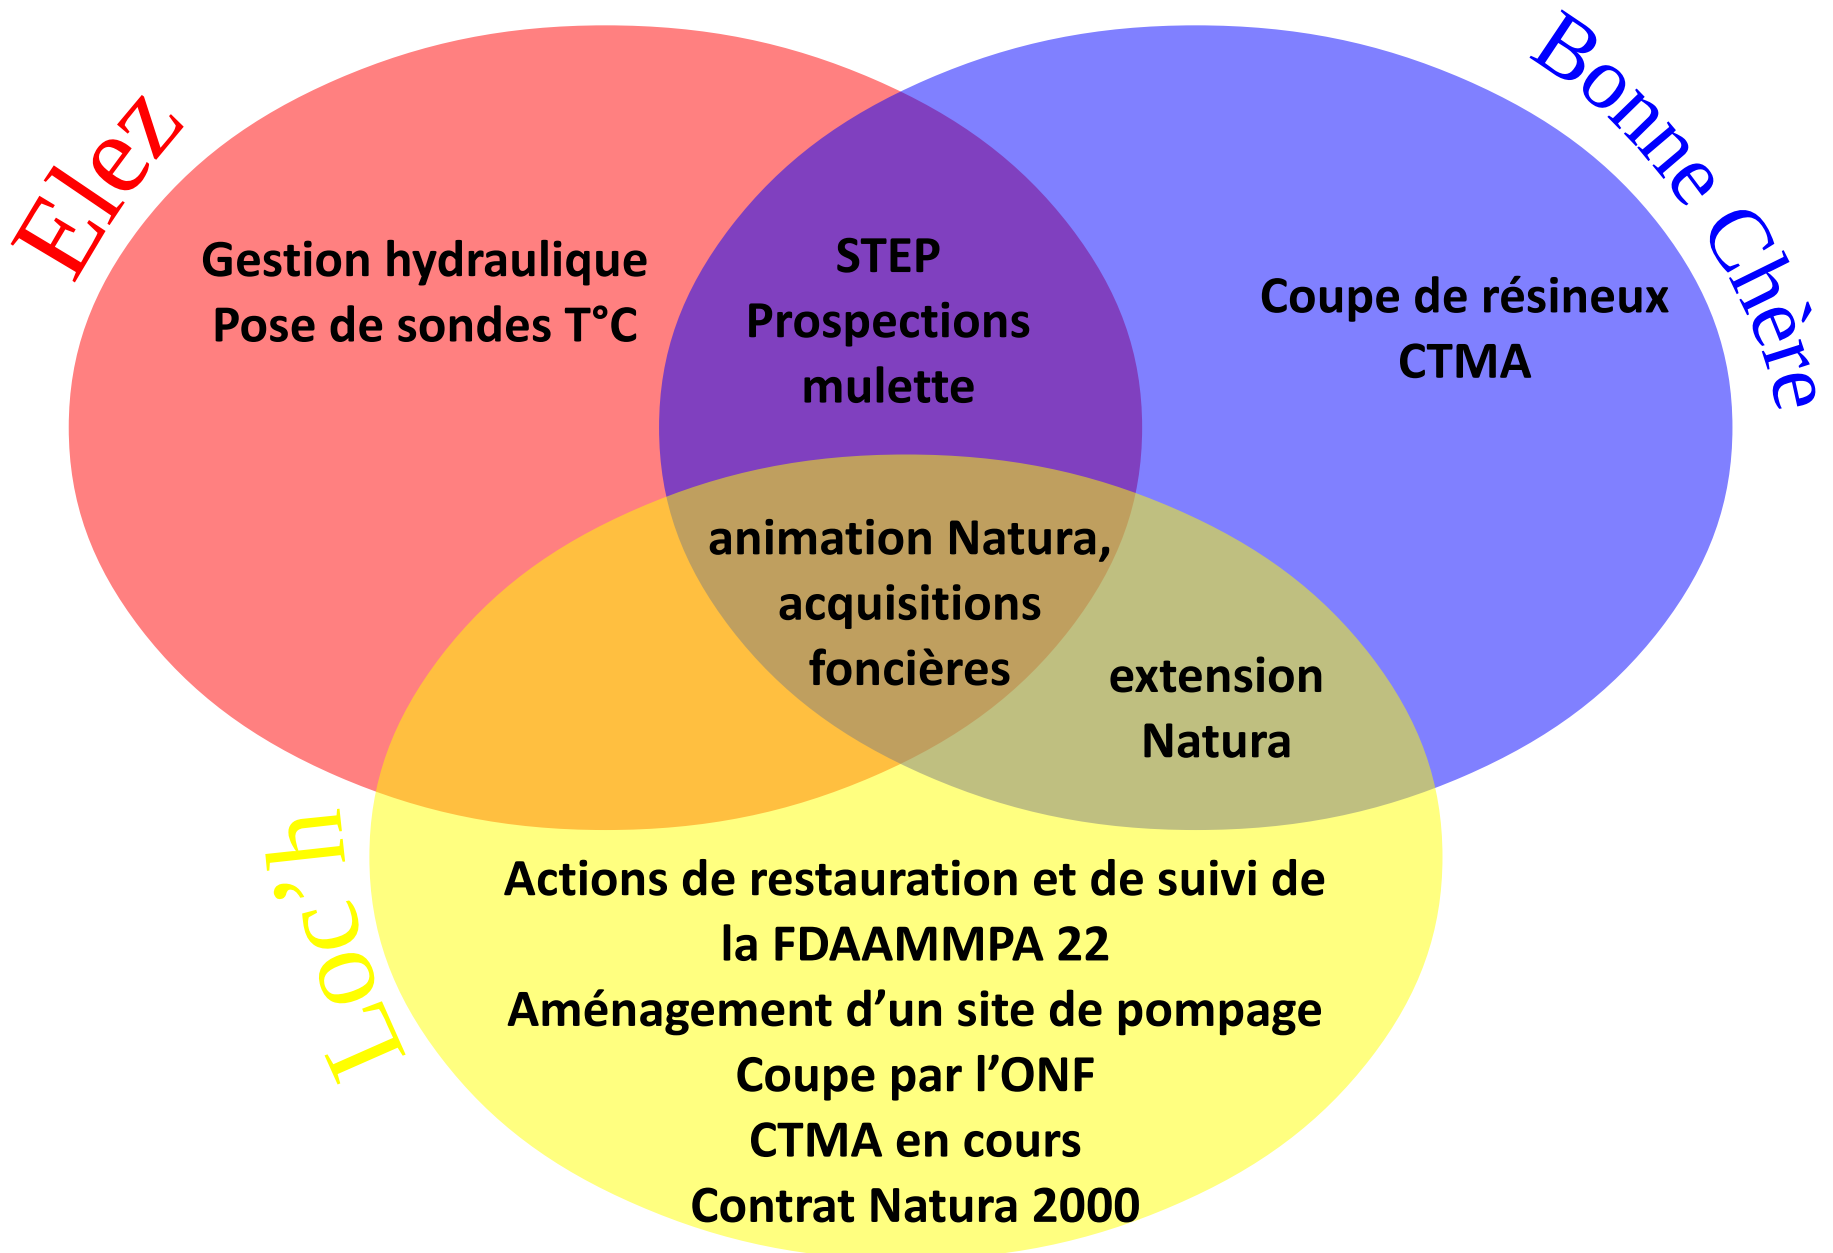 Elez
Bonne Chère
Gestion hydraulique
Pose de sondes T°C
STEP
Prospections
mulette
Coupe de résineux
CTMA
animation Natura,
acquisitions
foncières
extension
Natura
Loc'h
Actions de restauration et de suivi de
la FDAAMMPA 22
Aménagement d’un site de pompage
Coupe par l’ONF
CTMA en cours
Contrat Natura 2000